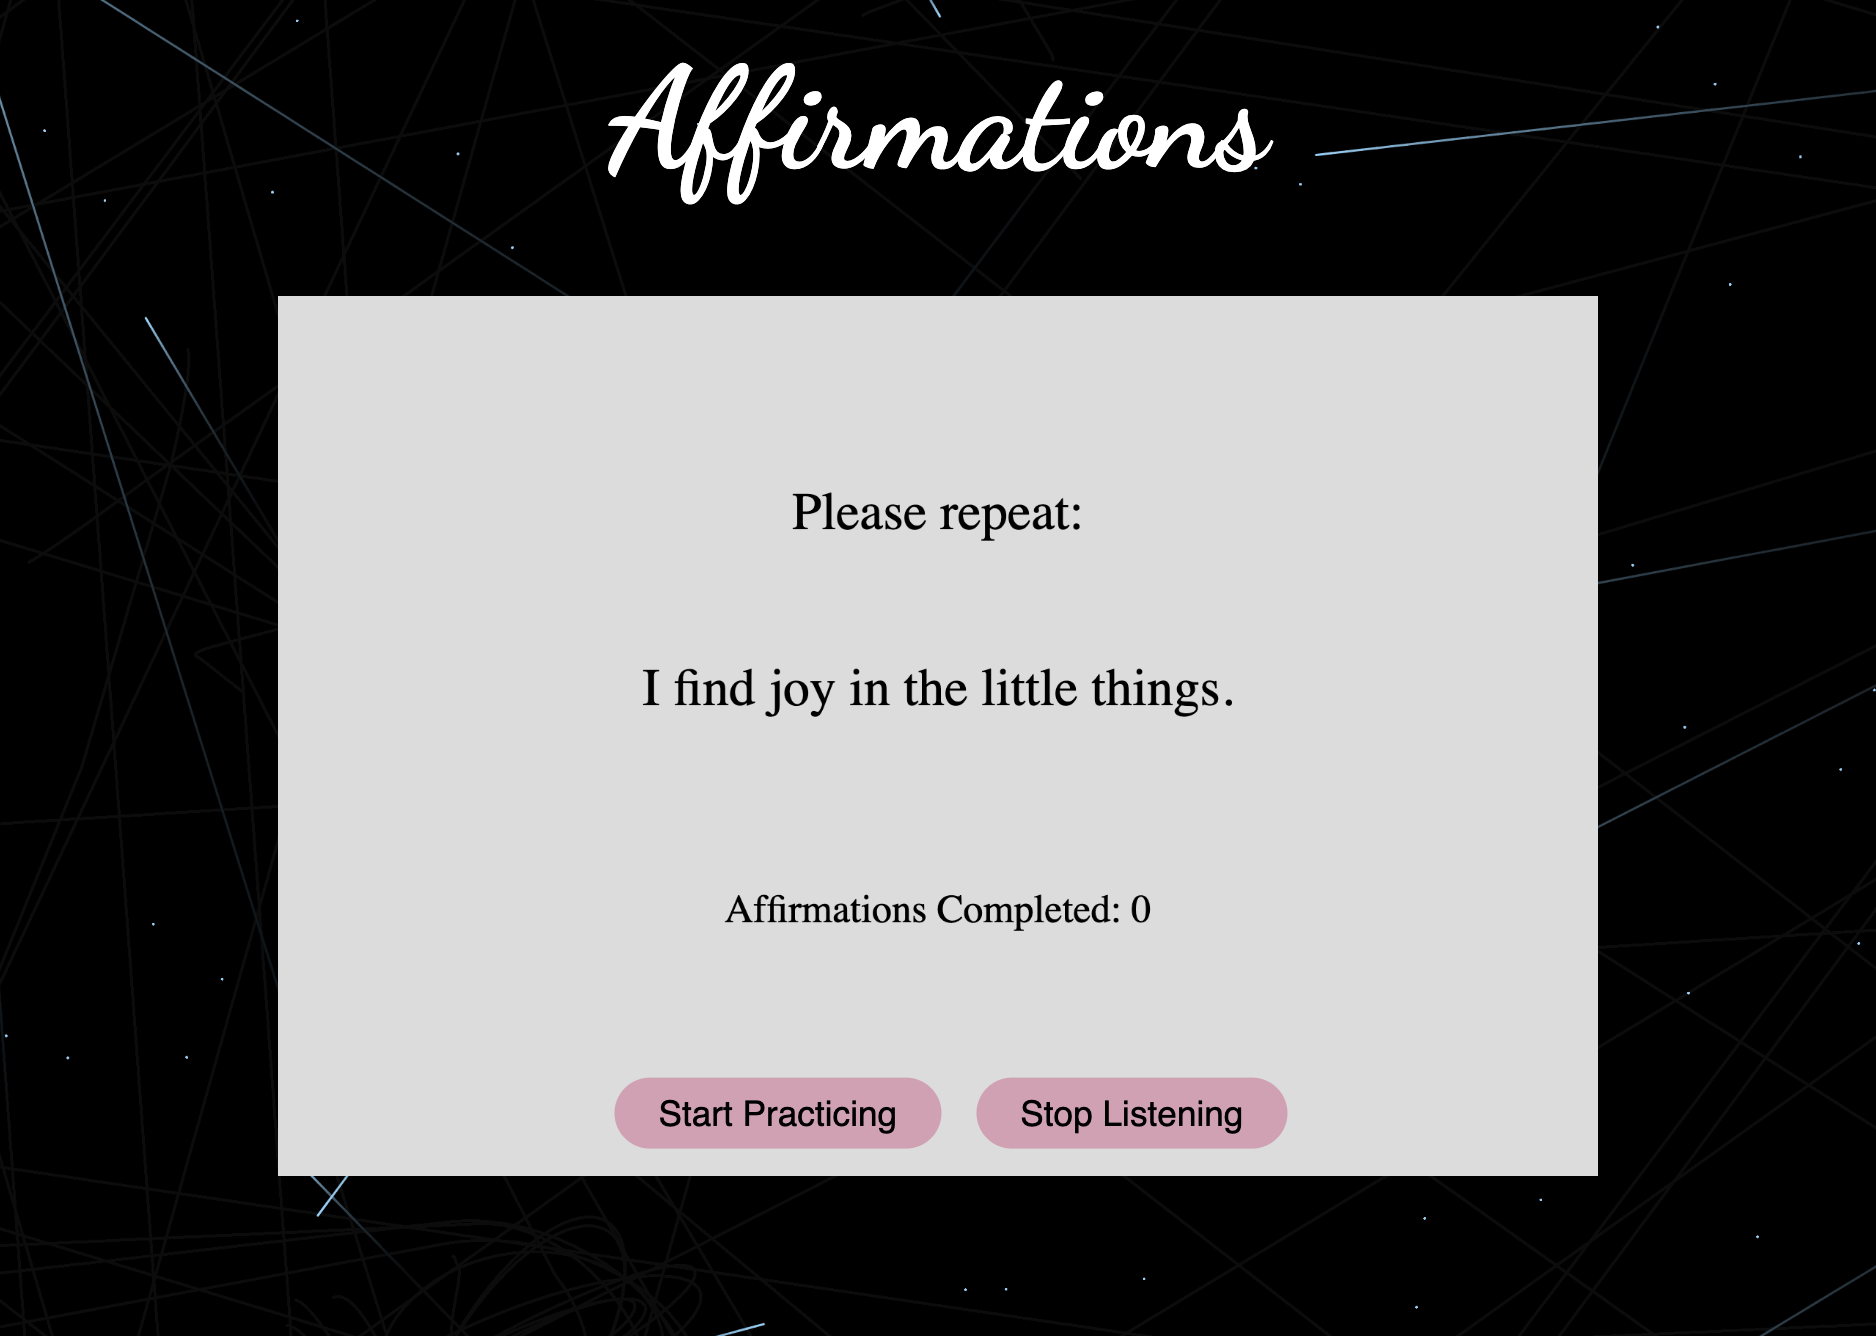 Affirmations
Please repeat:
I find joy in the little things.
Affirmations Completed: 0
Start Practicing
Stop Listening